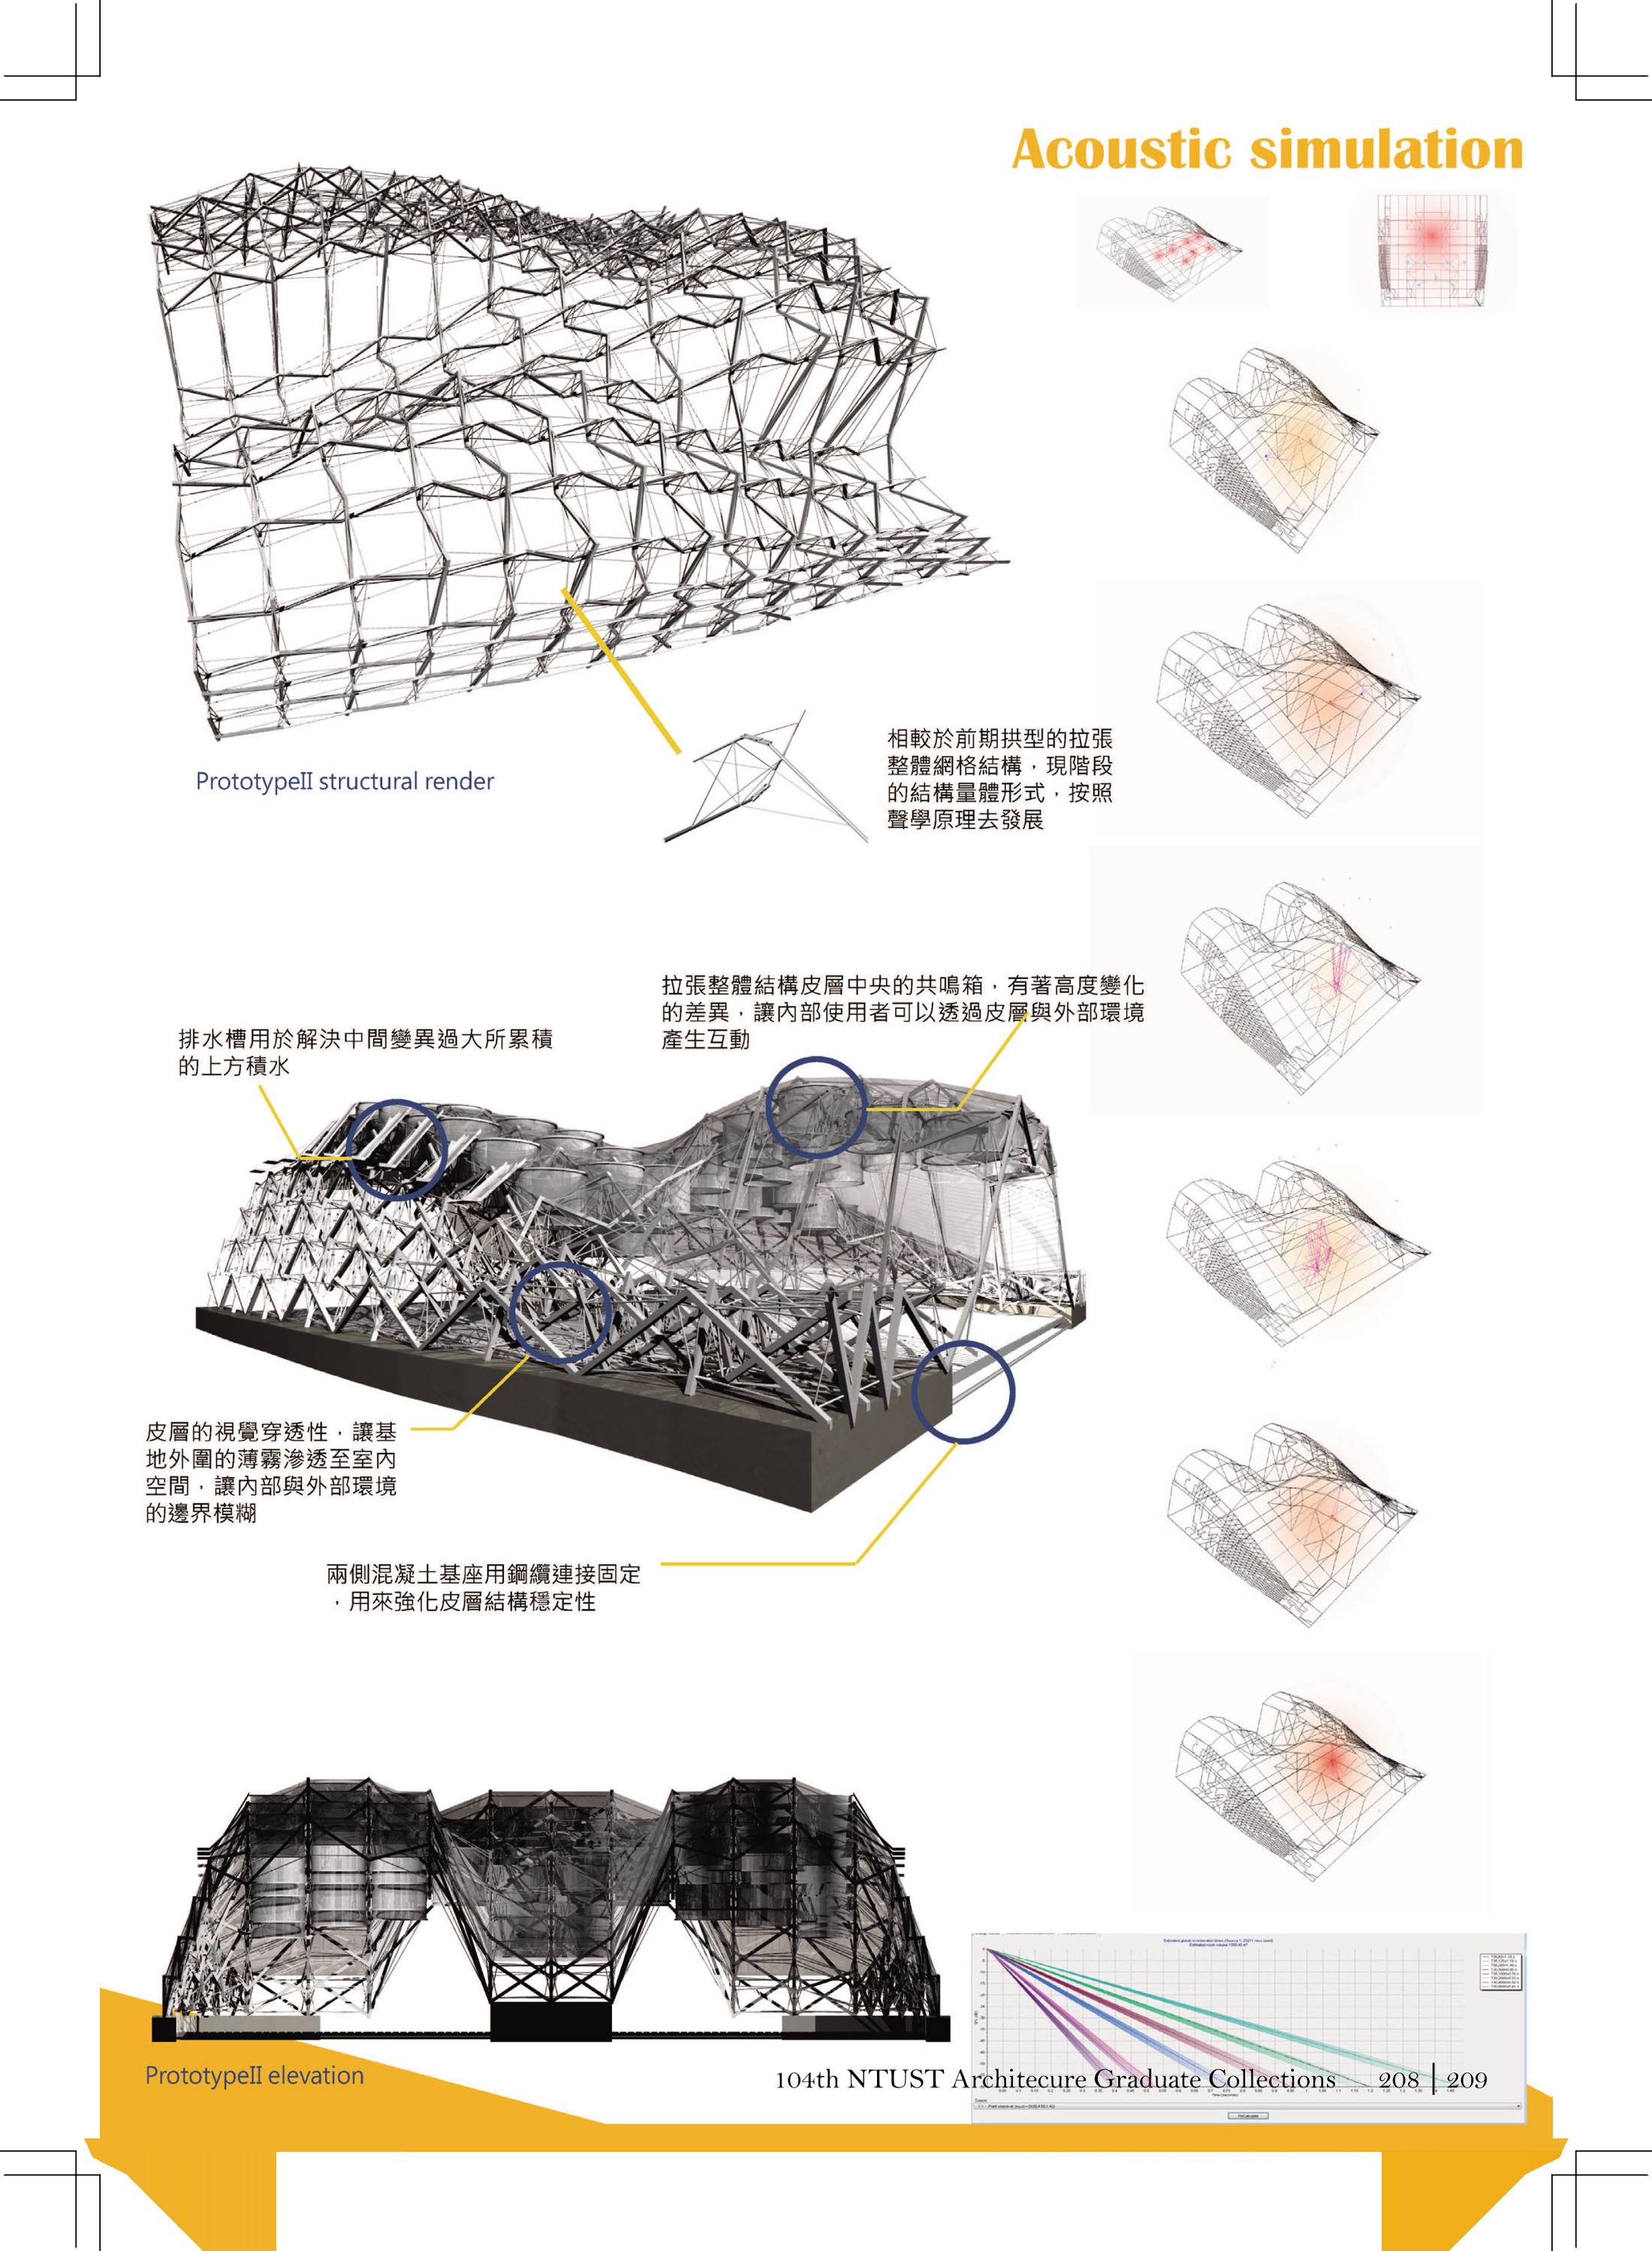 Acoustic simulation
相較於前期拱型的拉張
整體網格結構，現階段
的結構量體形式，按照
聲學原理去發展
PrototypeII structural render
拉張整體結構皮層中央的共鳴箱，有著高度變化
的差異，讓內部使用者可以透過皮層與外部環境
產生互動
排水槽用於解決中間變異過大所累積
的上方積水
皮層的視覺穿透性，讓基
地外圍的薄霧滲透至室內
空間，讓內部與外部環境
的邊界模糊
兩側混凝土基座用鋼纜連接固定
，用來強化皮層結構穩定性
PrototypeII elevation
104th NTUST Architecure Graduate Collections 208 | 209